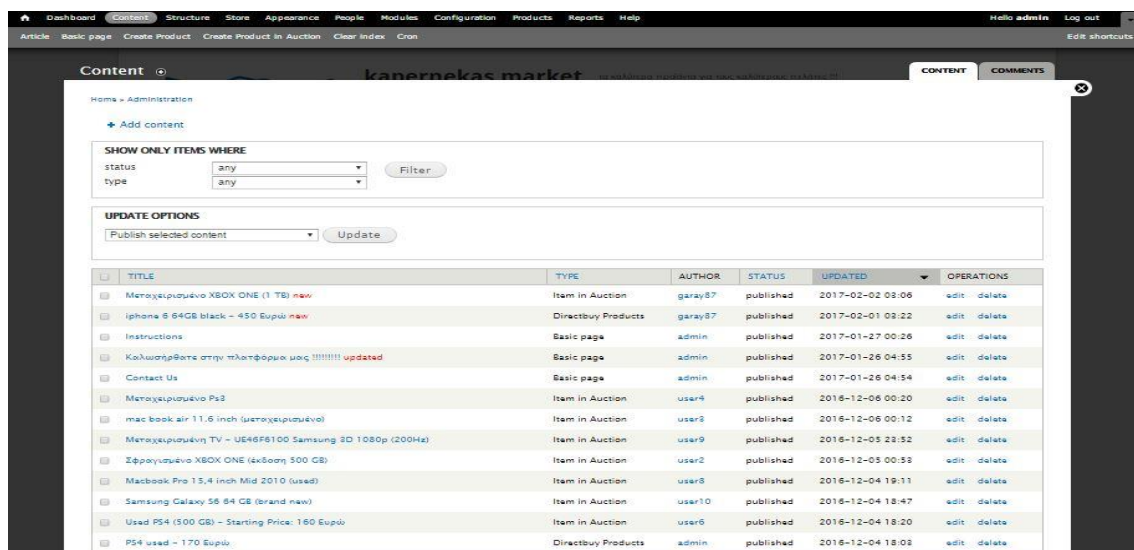 Dashboard Content Structure Store Appearance People Modules Configuration Products Reports Help Hello admin Log out
Article Basic page Create Product Create Product in Auction Clear Index Cron Edit shortcuts
Content kanernekas market CONTENT COMMENTS
Home » Administration
+ Add content
SHOW ONLY ITEMS WHERE
status any Filter
type any
UPDATE OPTIONS
Publish selected content Update
TITLE TYPE AUTHOR STATUS UPDATED OPERATIONS
Μεταχειρισμένο XBOX ONE (1 TB) new Item in Auction garay87 published 2017-02-02 03:06 edit delete
iphone 6 64GB black - 450 Ευρώ new Directbuy Products garay87 published 2017-02-01 03:22 edit delete
Instructions Basic page admin published 2017-01-27 00:26 edit delete
Καλωσήρθατε στην πλατφόρμα μας !!!!!!!!! updated Basic page admin published 2017-01-26 04:55 edit delete
Contact Us Basic page admin published 2017-01-26 04:54 edit delete
Μεταχειρισμένο Ps3 Item in Auction user4 published 2016-12-06 00:20 edit delete
mac book air 11.6 inch (μεταχειρισμένο) Item in Auction user3 published 2016-12-06 00:12 edit delete
Μεταχειρισμένη TV - UE46F6100 Samsung 3D 1080p (200Hz) Item in Auction user9 published 2016-12-05 23:52 edit delete
Σφραγισμένο XBOX ONE (έκδοση 500 GB) Item in Auction user2 published 2016-12-05 00:53 edit delete
Macbook Pro 15,4 inch Mid 2010 (used) Item in Auction user8 published 2016-12-04 19:11 edit delete
Samsung Galaxy S6 64 GB (brand new) Item in Auction user10 published 2016-12-04 18:47 edit delete
Used PS4 (500 GB) - Starting Price: 160 Ευρώ Item in Auction user6 published 2016-12-04 18:20 edit delete
PS4 used - 170 Ευρώ Directbuy Products admin published 2016-12-04 18:03 edit delete